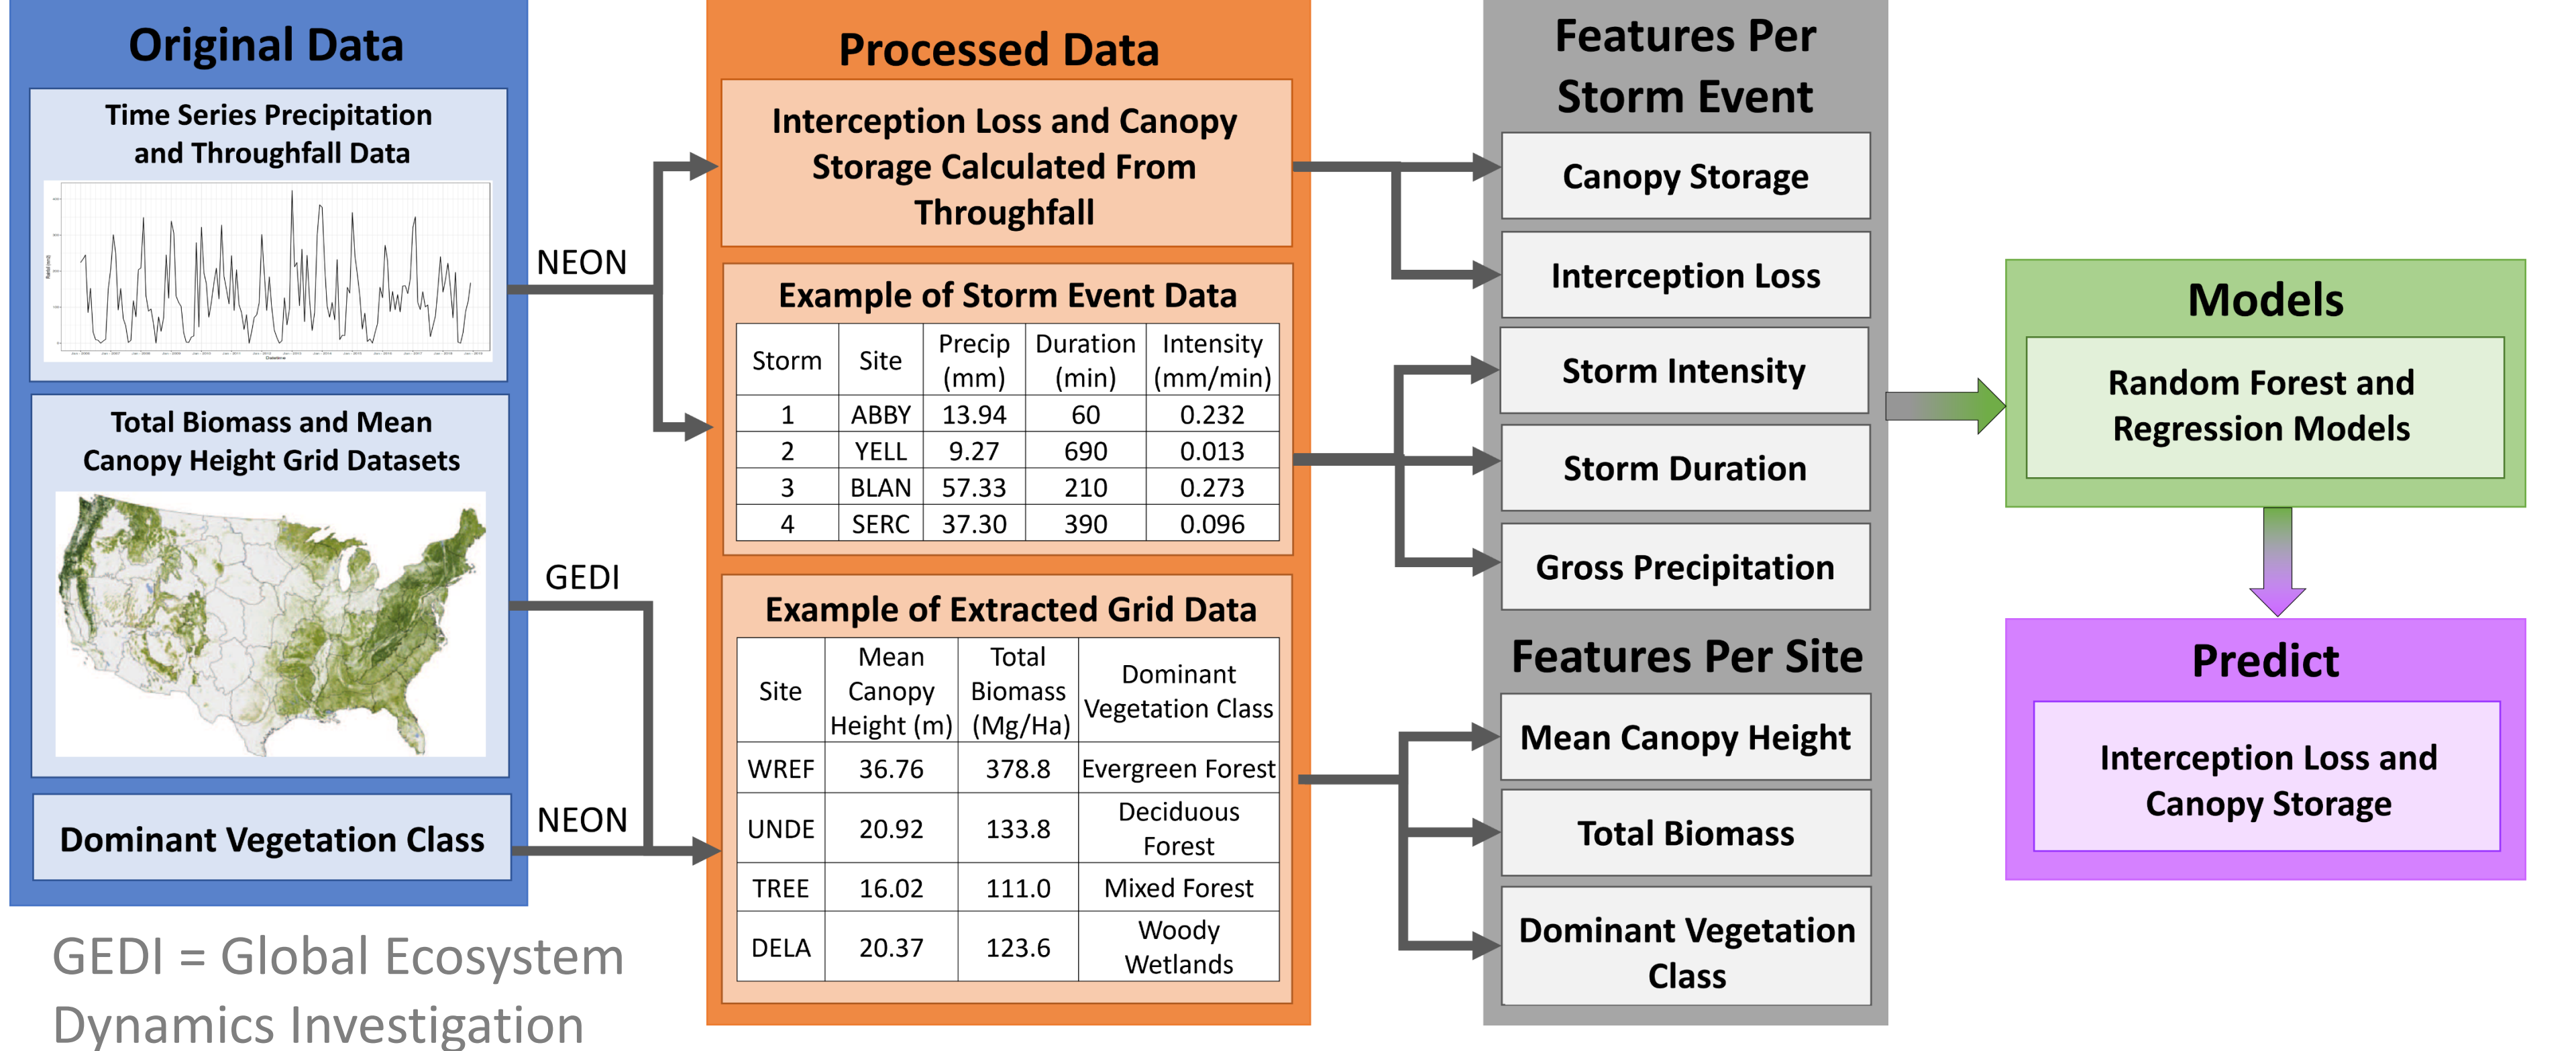 Original Data
Time Series Precipitation
and Throughfall Data
Total Biomass and Mean
Canopy Height Grid Datasets
Dominant Vegetation Class
GEDI = Global Ecosystem
Dynamics Investigation
NEON
GEDI
NEON
Processed Data
Interception Loss and Canopy
Storage Calculated From
Throughfall
Example of Storm Event Data
Storm Site Precip (mm) Duration (min) Intensity (mm/min)
1 ABBY 13.94 60 0.232
2 YELL 9.27 690 0.013
3 BLAN 57.33 210 0.273
4 SERC 37.30 390 0.096
Example of Extracted Grid Data
Site Mean Canopy Height (m) Total Biomass (Mg/Ha) Dominant Vegetation Class
WREF 36.76 378.8 Evergreen Forest
UNDE 20.92 133.8 Deciduous Forest
TREE 16.02 111.0 Mixed Forest
DELA 20.37 123.6 Woody Wetlands
Features Per
Storm Event
Canopy Storage
Interception Loss
Storm Intensity
Storm Duration
Gross Precipitation
Features Per Site
Mean Canopy Height
Total Biomass
Dominant Vegetation
Class
Models
Random Forest and
Regression Models
Predict
Interception Loss and
Canopy Storage